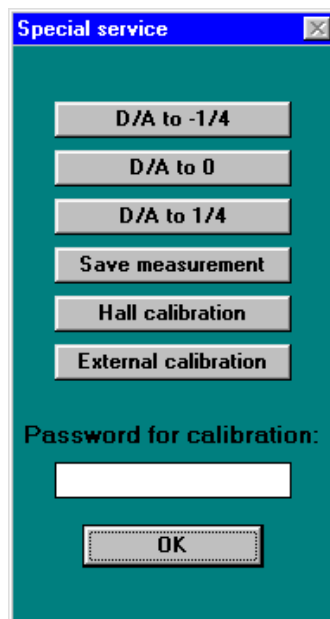 Special service
D/A to -1/4
D/A to 0
D/A to 1/4
Save measurement
Hall calibration
External calibration
Password for calibration:
OK